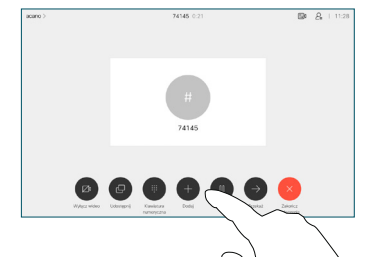 acano 74145 0:21 11:28
#
74145
Wyłącz wideo Udostępnij Klawiatura Dodaj Zakończ
numeryczna